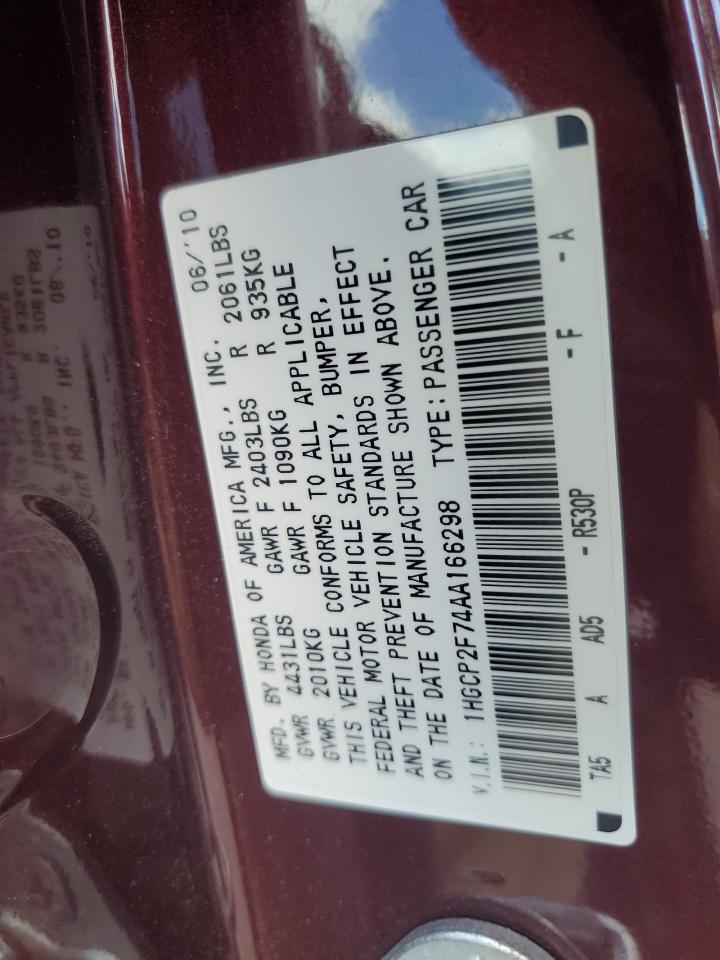 MFD. BY HONDA OF AMERICA MFG., INC. 06/'10
GVWR 4431LBS GAWR F 2403LBS R 2061LBS
GVWR 2010KG GAWR F 1090KG R 935KG
THIS VEHICLE CONFORMS TO ALL APPLICABLE
FEDERAL MOTOR VEHICLE SAFETY, BUMPER,
AND THEFT PREVENTION STANDARDS IN EFFECT
ON THE DATE OF MANUFACTURE SHOWN ABOVE.
V.I.N.: 1HGCP2F74AA166298 TYPE:PASSENGER CAR
TA5 A AD5 - R530P - F - A